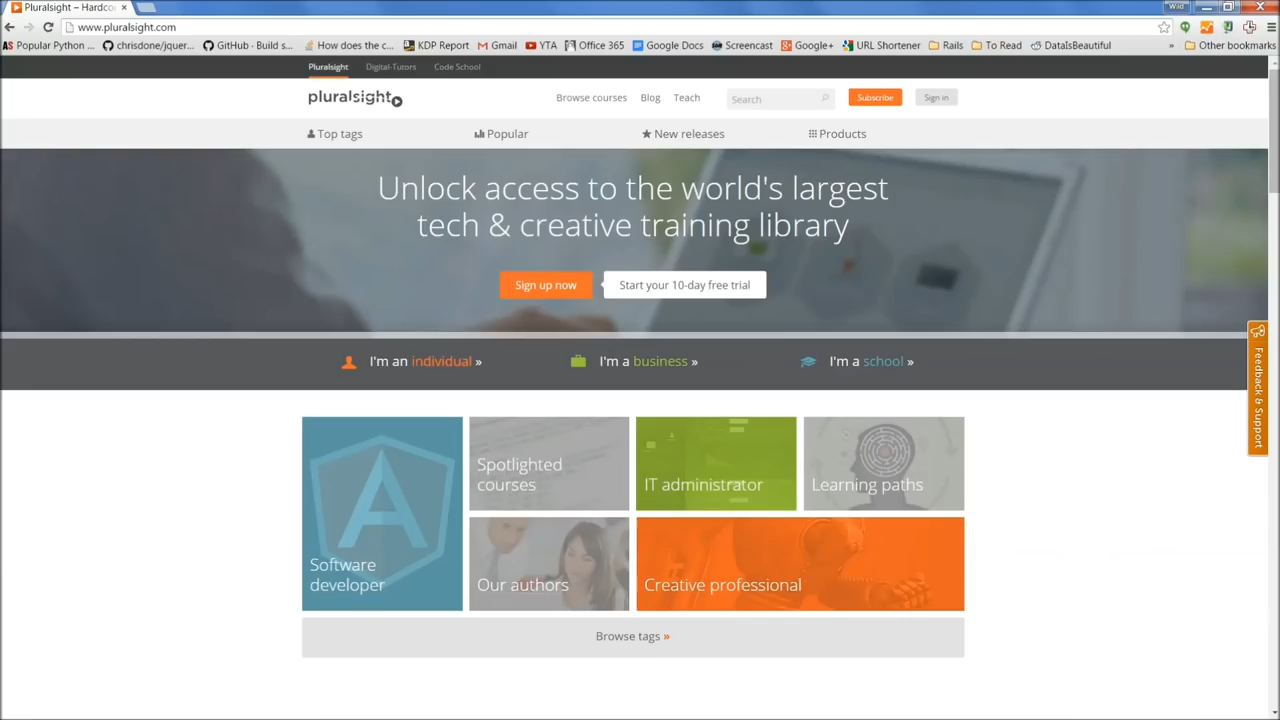 Pluralsight – Hardco
Wild
www.pluralsight.com
AS Popular Python ...
chrisdone/jquer...
GitHub · Build s...
How does the c...
KDP Report
Gmail
YTA
Office 365
Google Docs
Screencast
Google+
URL Shortener
Rails
To Read
DataIsBeautiful
»
Other bookmarks
Pluralsight
Digital-Tutors
Code School
pluralsight
Browse courses
Blog
Teach
Search
Subscribe
Sign in
Top tags
Popular
New releases
Products
Unlock access to the world's largest
tech & creative training library
Sign up now
Start your 10-day free trial
I'm an individual »
I'm a business »
I'm a school »
Feedback & Support
Software
developer
Spotlighted
courses
IT administrator
Learning paths
Our authors
Creative professional
Browse tags »